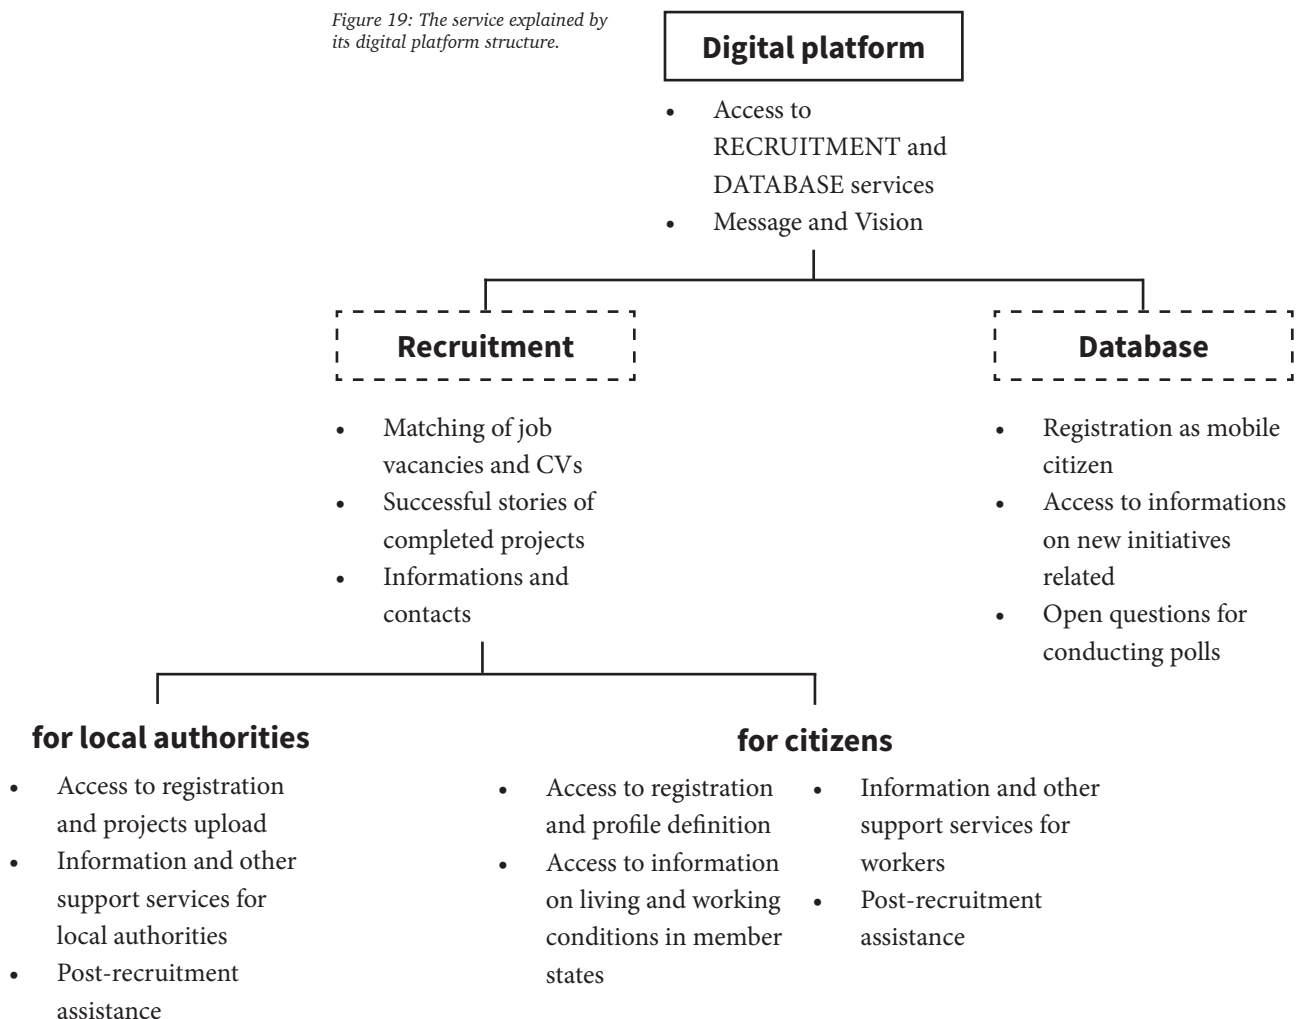 Figure 19: The service explained by
its digital platform structure.
Digital platform
• Access to
RECRUITMENT and
DATABASE services
• Message and Vision
Recruitment
• Matching of job
vacancies and CVs
• Successful stories of
completed projects
• Informations and
contacts
Database
• Registration as mobile
citizen
• Access to informations
on new initiatives
related
• Open questions for
conducting polls
for local authorities
• Access to registration
and projects upload
• Information and other
support services for
local authorities
• Post-recruitment
assistance
for citizens
• Access to registration
and profile definition
• Access to information
on living and working
conditions in member
states
• Information and other
support services for
workers
• Post-recruitment
assistance